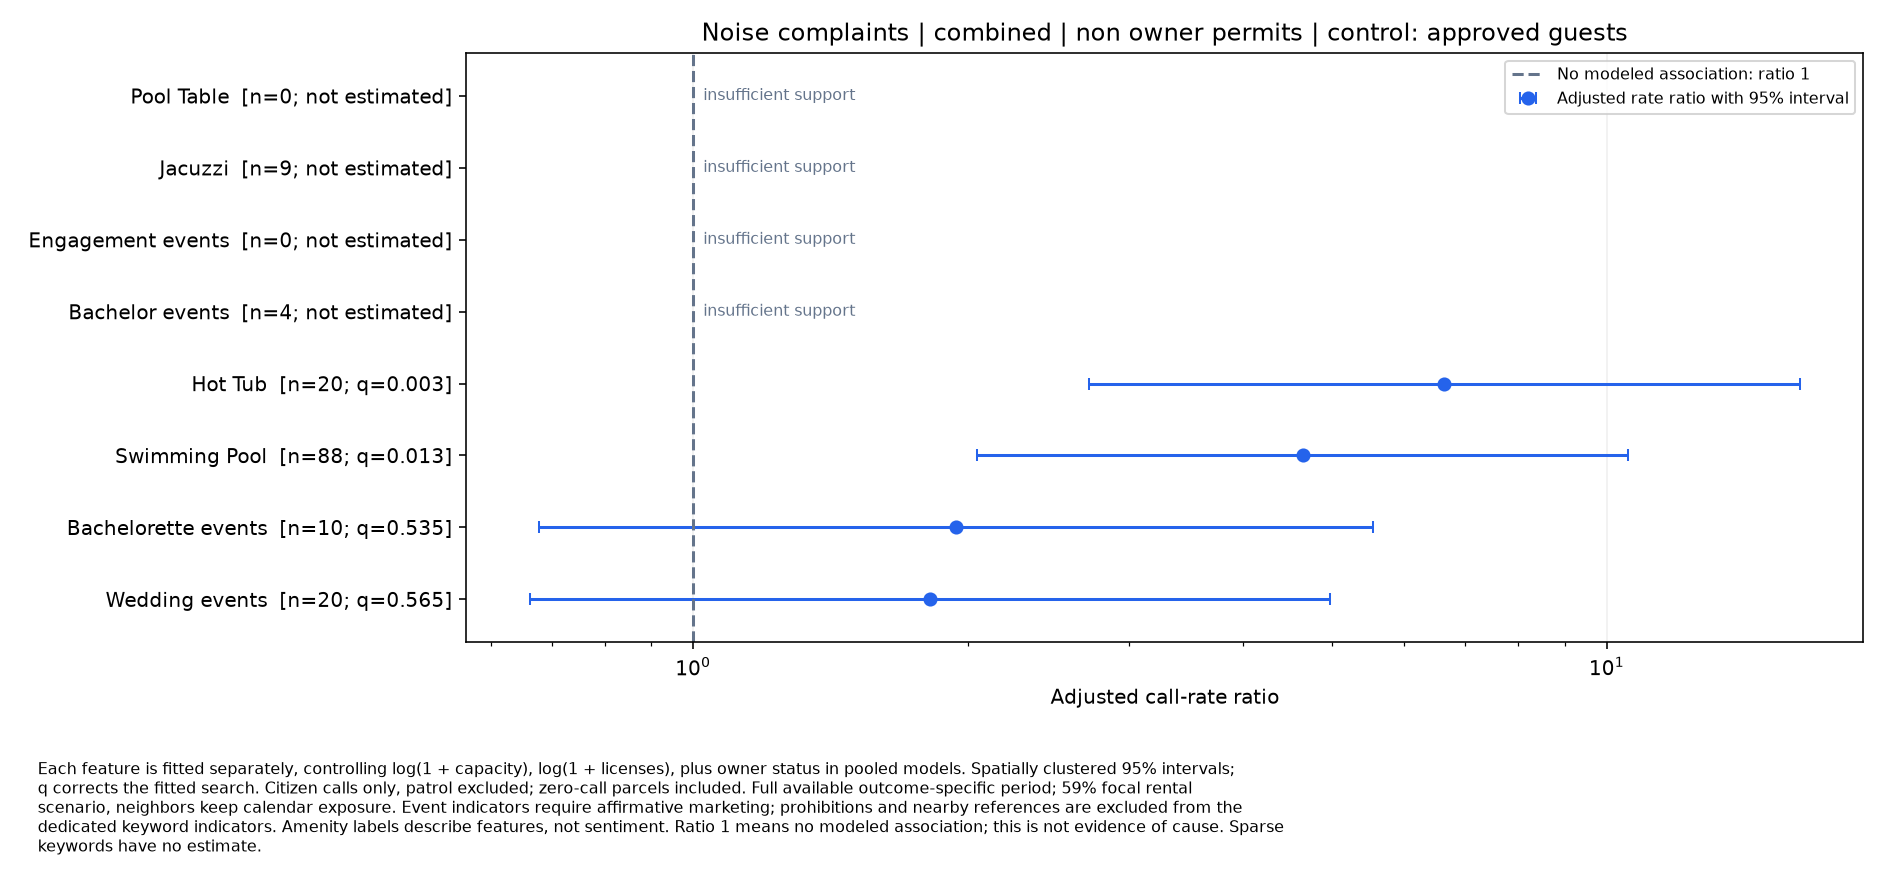 Noise complaints | combined | non owner permits | control: approved guests
No modeled association: ratio 1
Adjusted rate ratio with 95% interval
Pool Table [n=0; not estimated]
insufficient support
Jacuzzi [n=9; not estimated]
insufficient support
Engagement events [n=0; not estimated]
insufficient support
Bachelor events [n=4; not estimated]
insufficient support
Hot Tub [n=20; q=0.003]
Swimming Pool [n=88; q=0.013]
Bachelorette events [n=10; q=0.535]
Wedding events [n=20; q=0.565]
10⁰
10¹
Adjusted call-rate ratio
Each feature is fitted separately, controlling log(1 + capacity), log(1 + licenses), plus owner status in pooled models. Spatially clustered 95% intervals;
q corrects the fitted search. Citizen calls only, patrol excluded; zero-call parcels included. Full available outcome-specific period; 59% focal rental
scenario, neighbors keep calendar exposure. Event indicators require affirmative marketing; prohibitions and nearby references are excluded from the
dedicated keyword indicators. Amenity labels describe features, not sentiment. Ratio 1 means no modeled association; this is not evidence of cause. Sparse
keywords have no estimate.